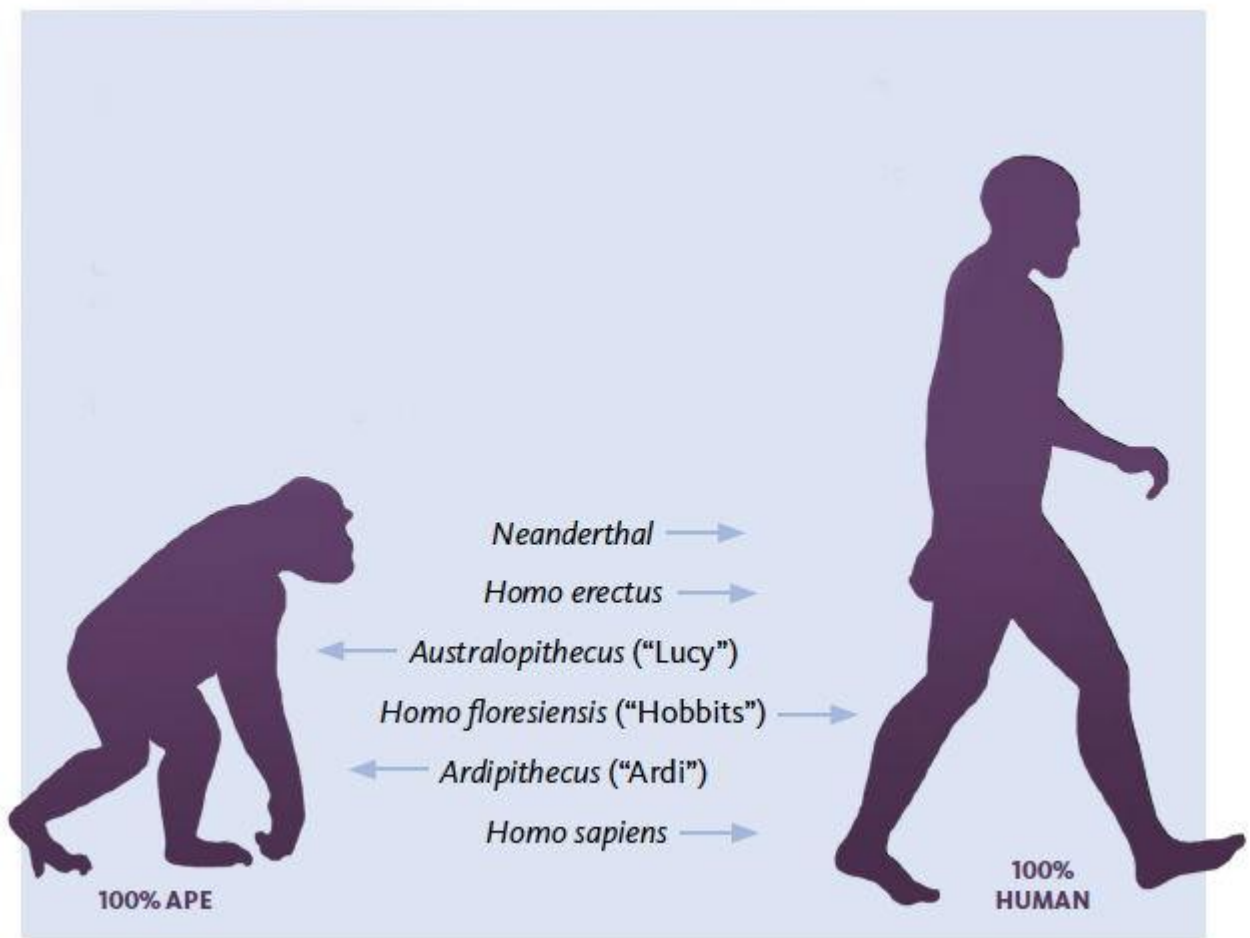 Neanderthal
Homo erectus
Australopithecus (“Lucy”)
Homo floresiensis (“Hobbits”)
Ardipithecus (“Ardi”)
Homo sapiens
100% APE
100%
HUMAN